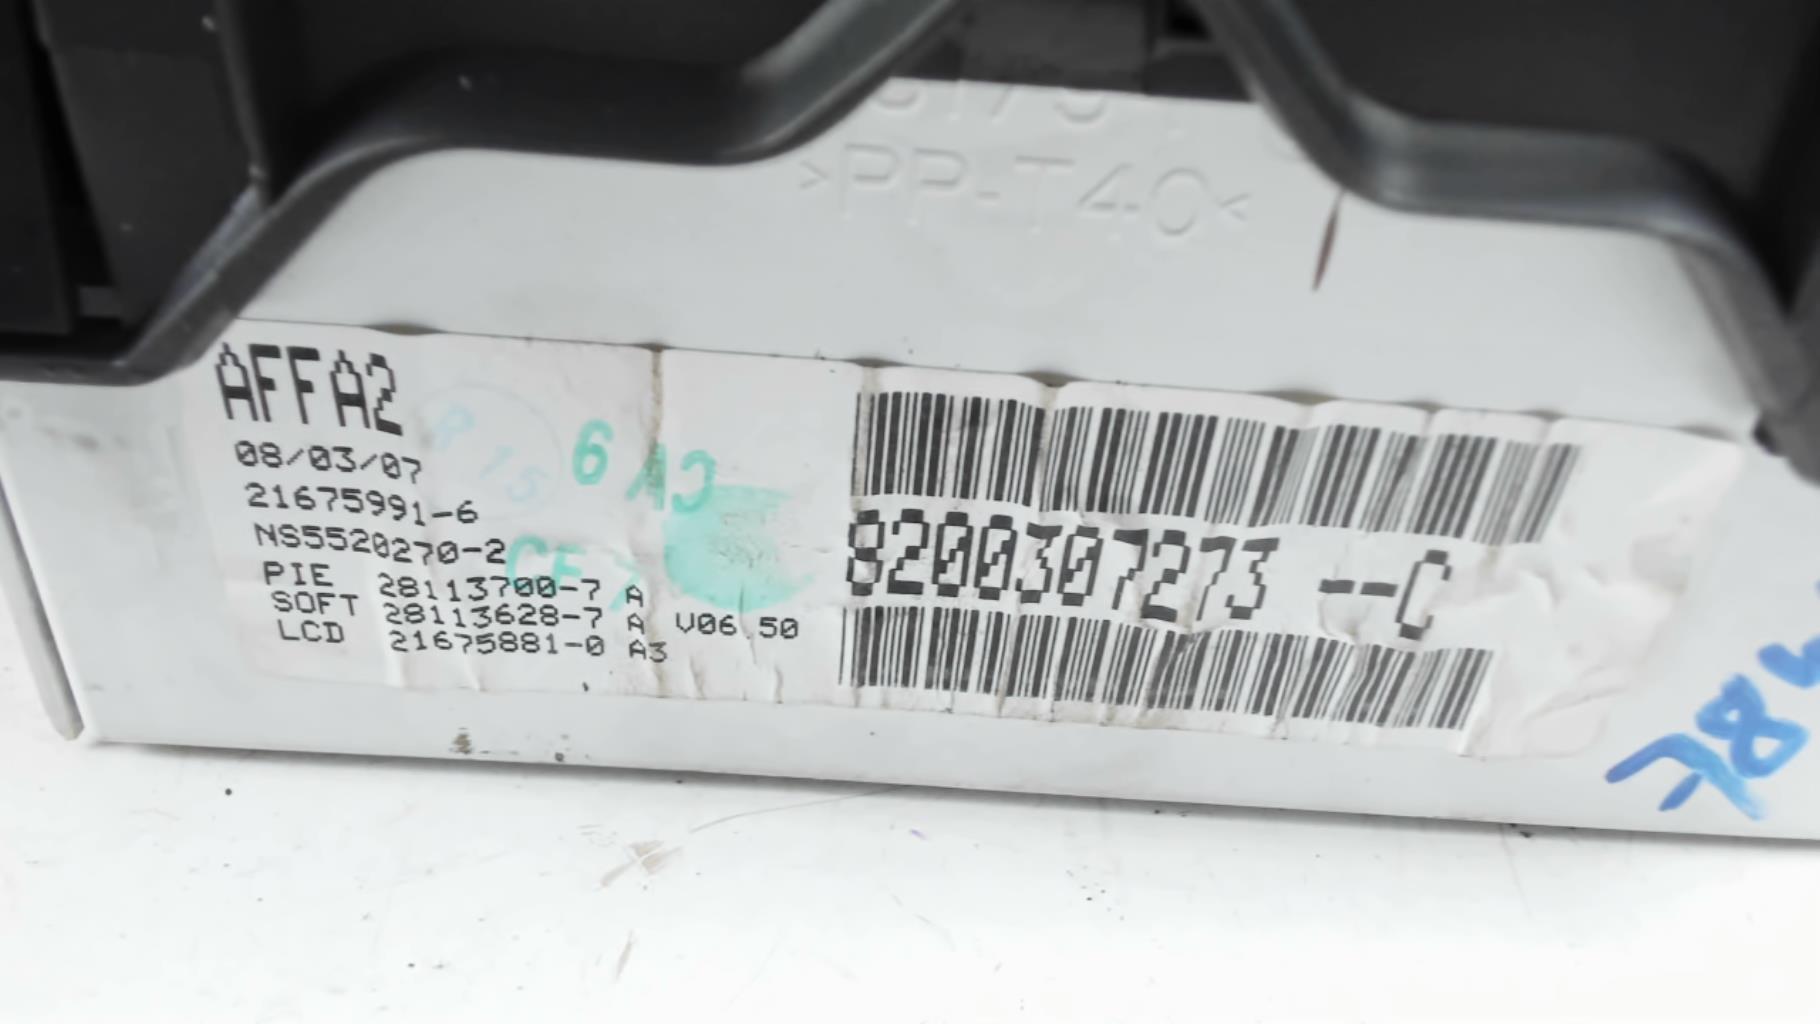 >PP-T40<
AFFA2
08/03/07
21675991-6
NS5520270-2
PIE 28113700-7 A
SOFT 28113628-7 A V06.50
LCD 21675881-0 A3
R 15
6
8200307273 --C